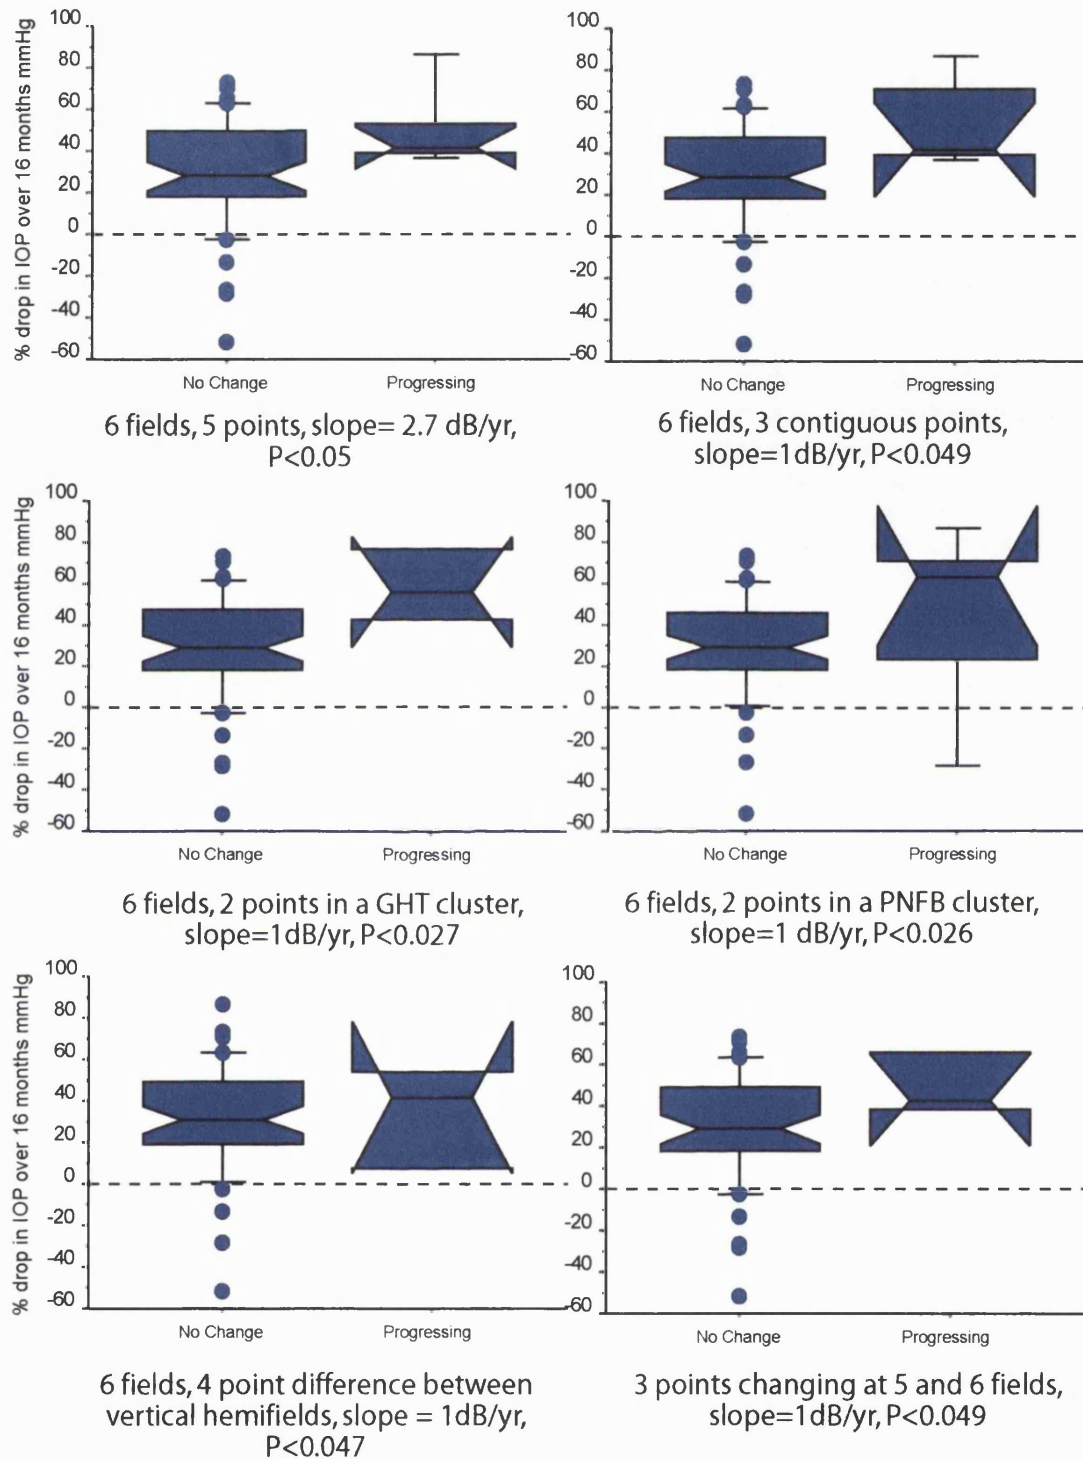 % drop in IOP over 16 months mmHg
100
80
60
40
20
0
-20
-40
-60
No Change Progressing
6 fields, 5 points, slope= 2.7 dB/yr,
P<0.05
100
80
60
40
20
0
-20
-40
-60
No Change Progressing
6 fields, 3 contiguous points,
slope=1dB/yr, P<0.049
% drop in IOP over 16 months mmHg
100
80
60
40
20
0
-20
-40
-60
No Change Progressing
6 fields, 2 points in a GHT cluster,
slope=1dB/yr, P<0.027
100
80
60
40
20
0
-20
-40
-60
No Change Progressing
6 fields, 2 points in a PNFB cluster,
slope=1 dB/yr, P<0.026
% drop in IOP over 16 months mmHg
100
80
60
40
20
0
-20
-40
-60
No Change Progressing
6 fields, 4 point difference between
vertical hemifields, slope = 1dB/yr,
P<0.047
100
80
60
40
20
0
-20
-40
-60
No Change Progressing
3 points changing at 5 and 6 fields,
slope=1dB/yr, P<0.049